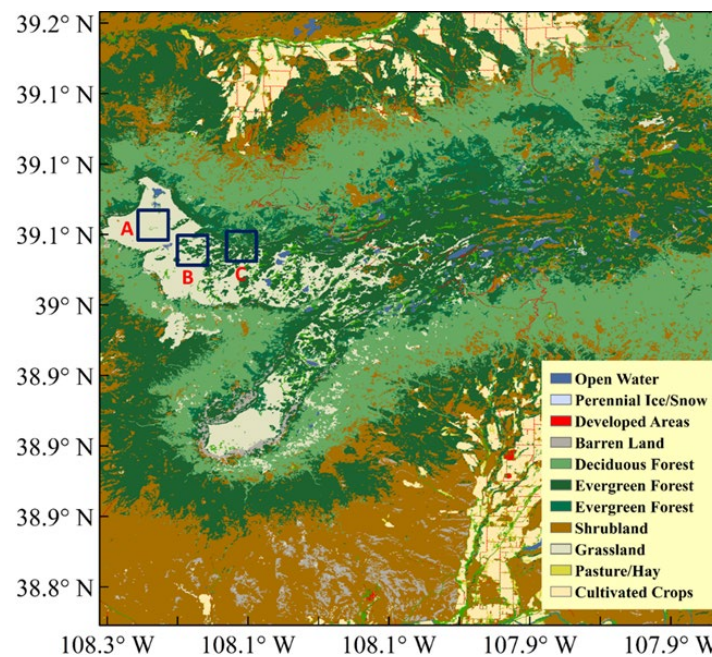 39.2° N
39.1° N
39.1° N
39.1° N
39° N
38.9° N
38.9° N
38.9° N
38.8° N
A
B
C
Open Water
Perennial Ice/Snow
Developed Areas
Barren Land
Deciduous Forest
Evergreen Forest
Evergreen Forest
Shrubland
Grassland
Pasture/Hay
Cultivated Crops
108.3° W
108.1° W
108.1° W
107.9° W
107.9° W